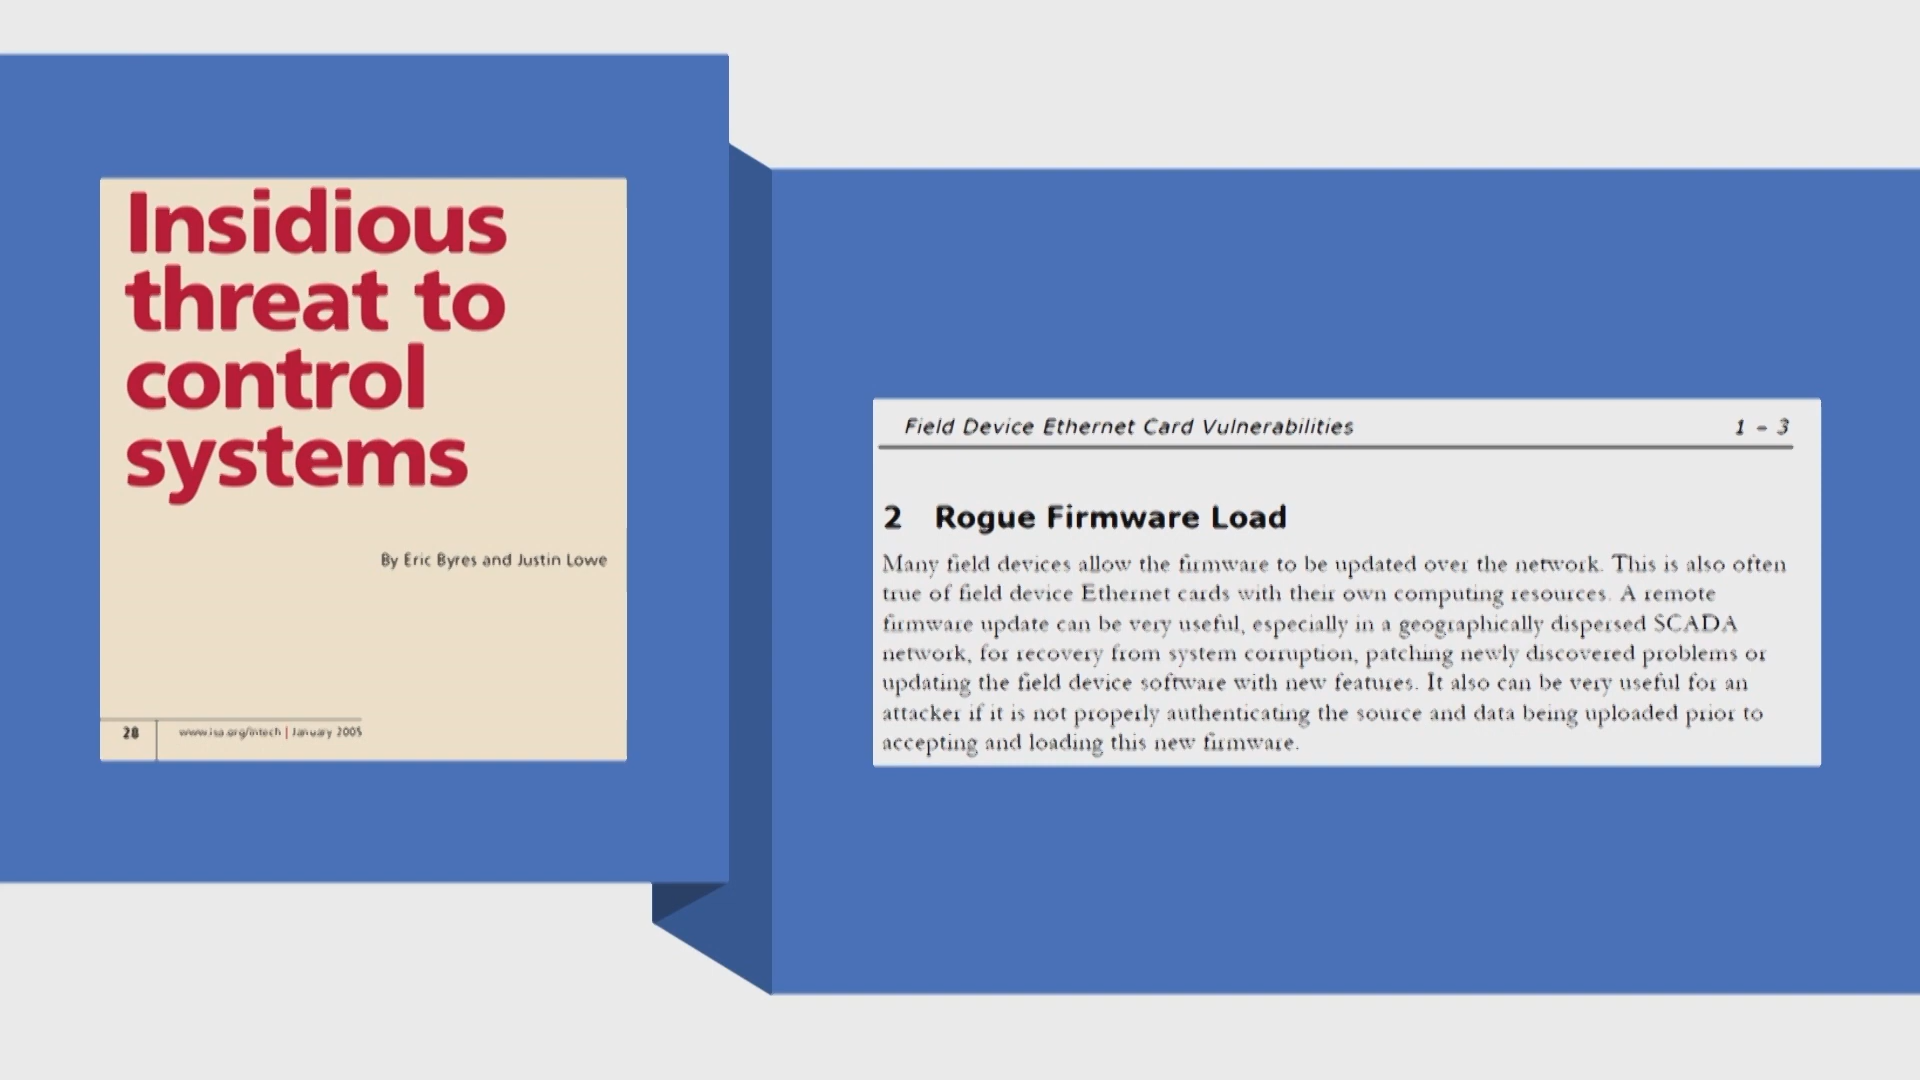 Insidious
threat to
control
systems
By Eric Byres and Justin Lowe
28 www.isa.org/intech | January 2005
Field Device Ethernet Card Vulnerabilities 1 - 3
2 Rogue Firmware Load
Many field devices allow the firmware to be updated over the network. This is also often
true of field device Ethernet cards with their own computing resources. A remote
firmware update can be very useful, especially in a geographically dispersed SCADA
network, for recovery from system corruption, patching newly discovered problems or
updating the field device software with new features. It also can be very useful for an
attacker if it is not properly authenticating the source and data being uploaded prior to
accepting and loading this new firmware.